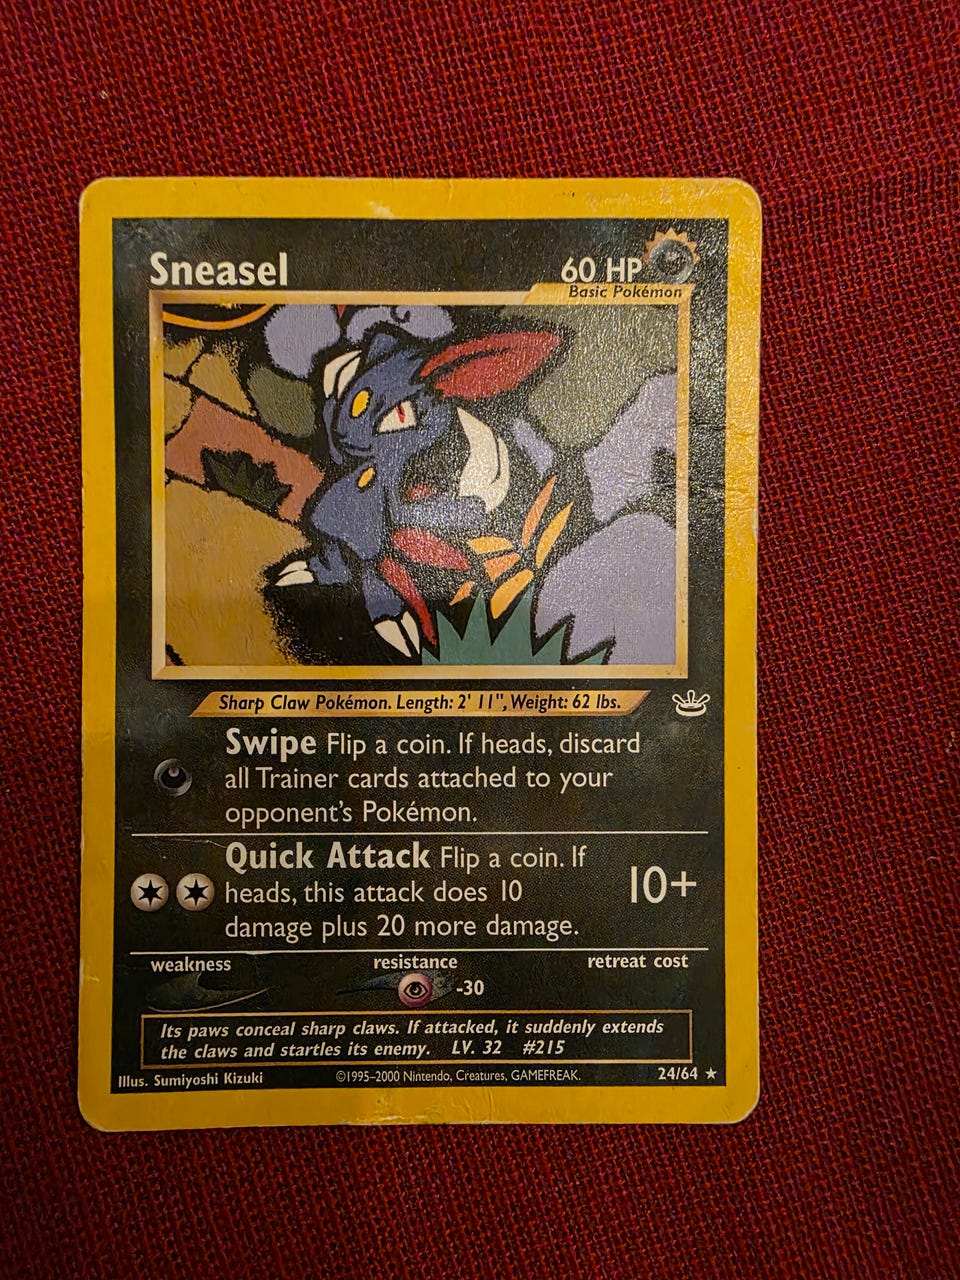 Sneasel
60 HP
Basic Pokémon
Sharp Claw Pokémon. Length: 2' 11", Weight: 62 lbs.
Swipe Flip a coin. If heads, discard
all Trainer cards attached to your
opponent's Pokémon.
Quick Attack Flip a coin. If
heads, this attack does 10
damage plus 20 more damage.
10+
weakness
resistance
retreat cost
-30
Its paws conceal sharp claws. If attacked, it suddenly extends
the claws and startles its enemy. LV. 32 #215
Illus. Sumiyoshi Kizuki
©1995–2000 Nintendo, Creatures, GAMEFREAK.
24/64 ★